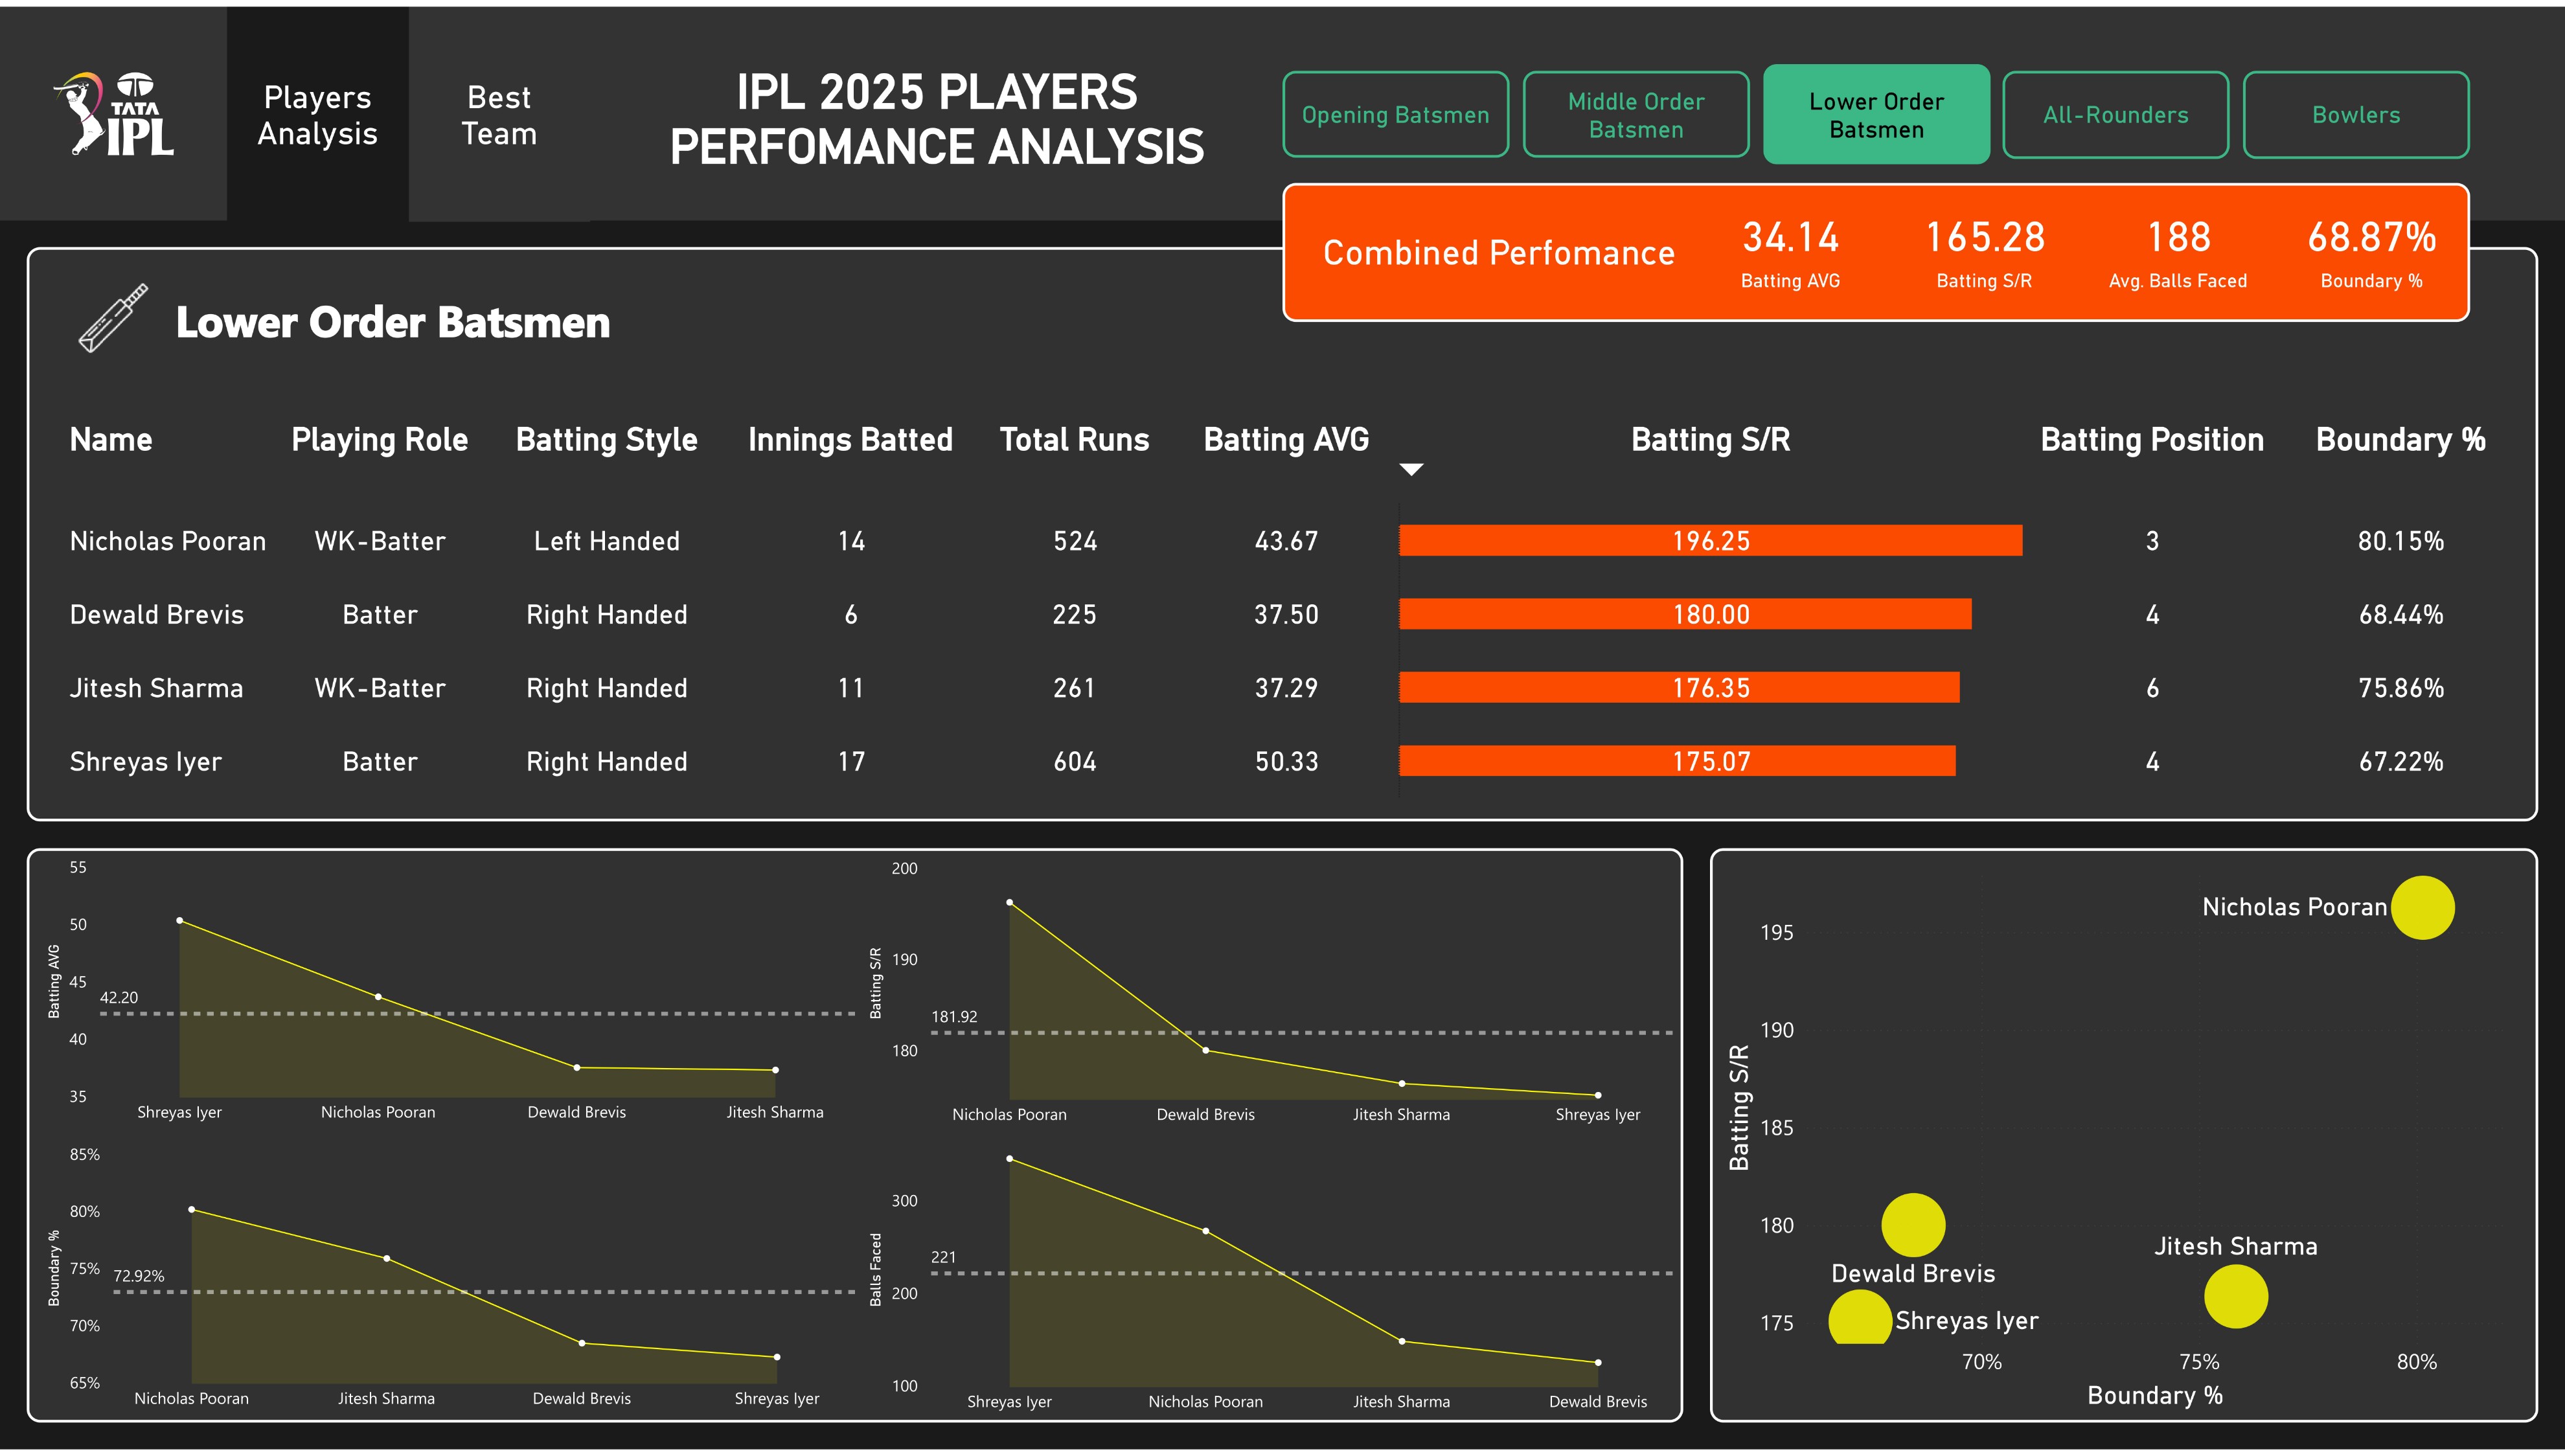 TATA
IPL
Players
Analysis
Best
Team
IPL 2025 PLAYERS
PERFOMANCE ANALYSIS
Opening Batsmen
Middle Order
Batsmen
Lower Order
Batsmen
All-Rounders
Bowlers
Combined Perfomance
34.14
Batting AVG
165.28
Batting S/R
188
Avg. Balls Faced
68.87%
Boundary %
Lower Order Batsmen
Name Playing Role Batting Style Innings Batted Total Runs Batting AVG Batting S/R Batting Position Boundary %
Nicholas Pooran WK-Batter Left Handed 14 524 43.67 196.25 3 80.15%
Dewald Brevis Batter Right Handed 6 225 37.50 180.00 4 68.44%
Jitesh Sharma WK-Batter Right Handed 11 261 37.29 176.35 6 75.86%
Shreyas Iyer Batter Right Handed 17 604 50.33 175.07 4 67.22%
Batting AVG
55
50
45
42.20
40
35
Shreyas Iyer Nicholas Pooran Dewald Brevis Jitesh Sharma
Batting S/R
200
190
181.92
180
Nicholas Pooran Dewald Brevis Jitesh Sharma Shreyas Iyer
Boundary %
85%
80%
75%
72.92%
70%
65%
Nicholas Pooran Jitesh Sharma Dewald Brevis Shreyas Iyer
Balls Faced
300
221
200
100
Shreyas Iyer Nicholas Pooran Jitesh Sharma Dewald Brevis
Batting S/R
Nicholas Pooran
195
190
185
180
Jitesh Sharma
Dewald Brevis
175
Shreyas Iyer
70% 75% 80%
Boundary %